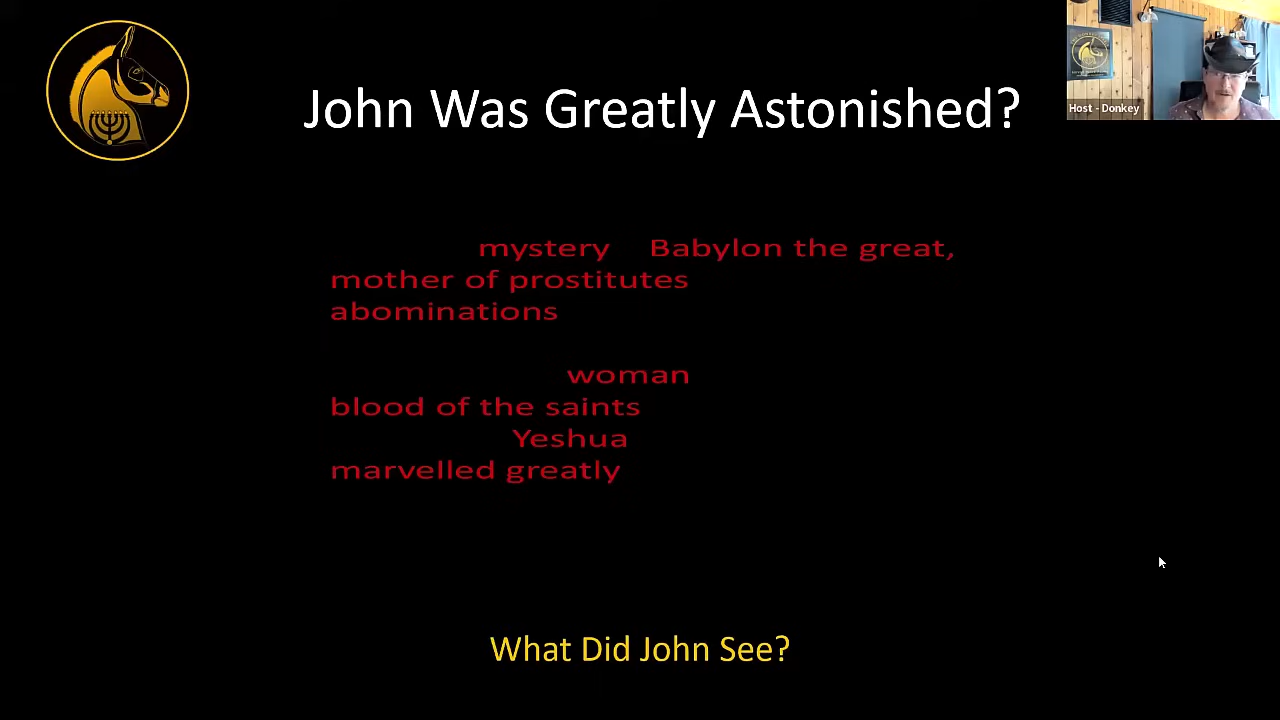 John Was Greatly Astonished?
Host - Donkey
mystery Babylon the great,
mother of prostitutes
abominations
woman
blood of the saints
Yeshua
marvelled greatly
What Did John See?